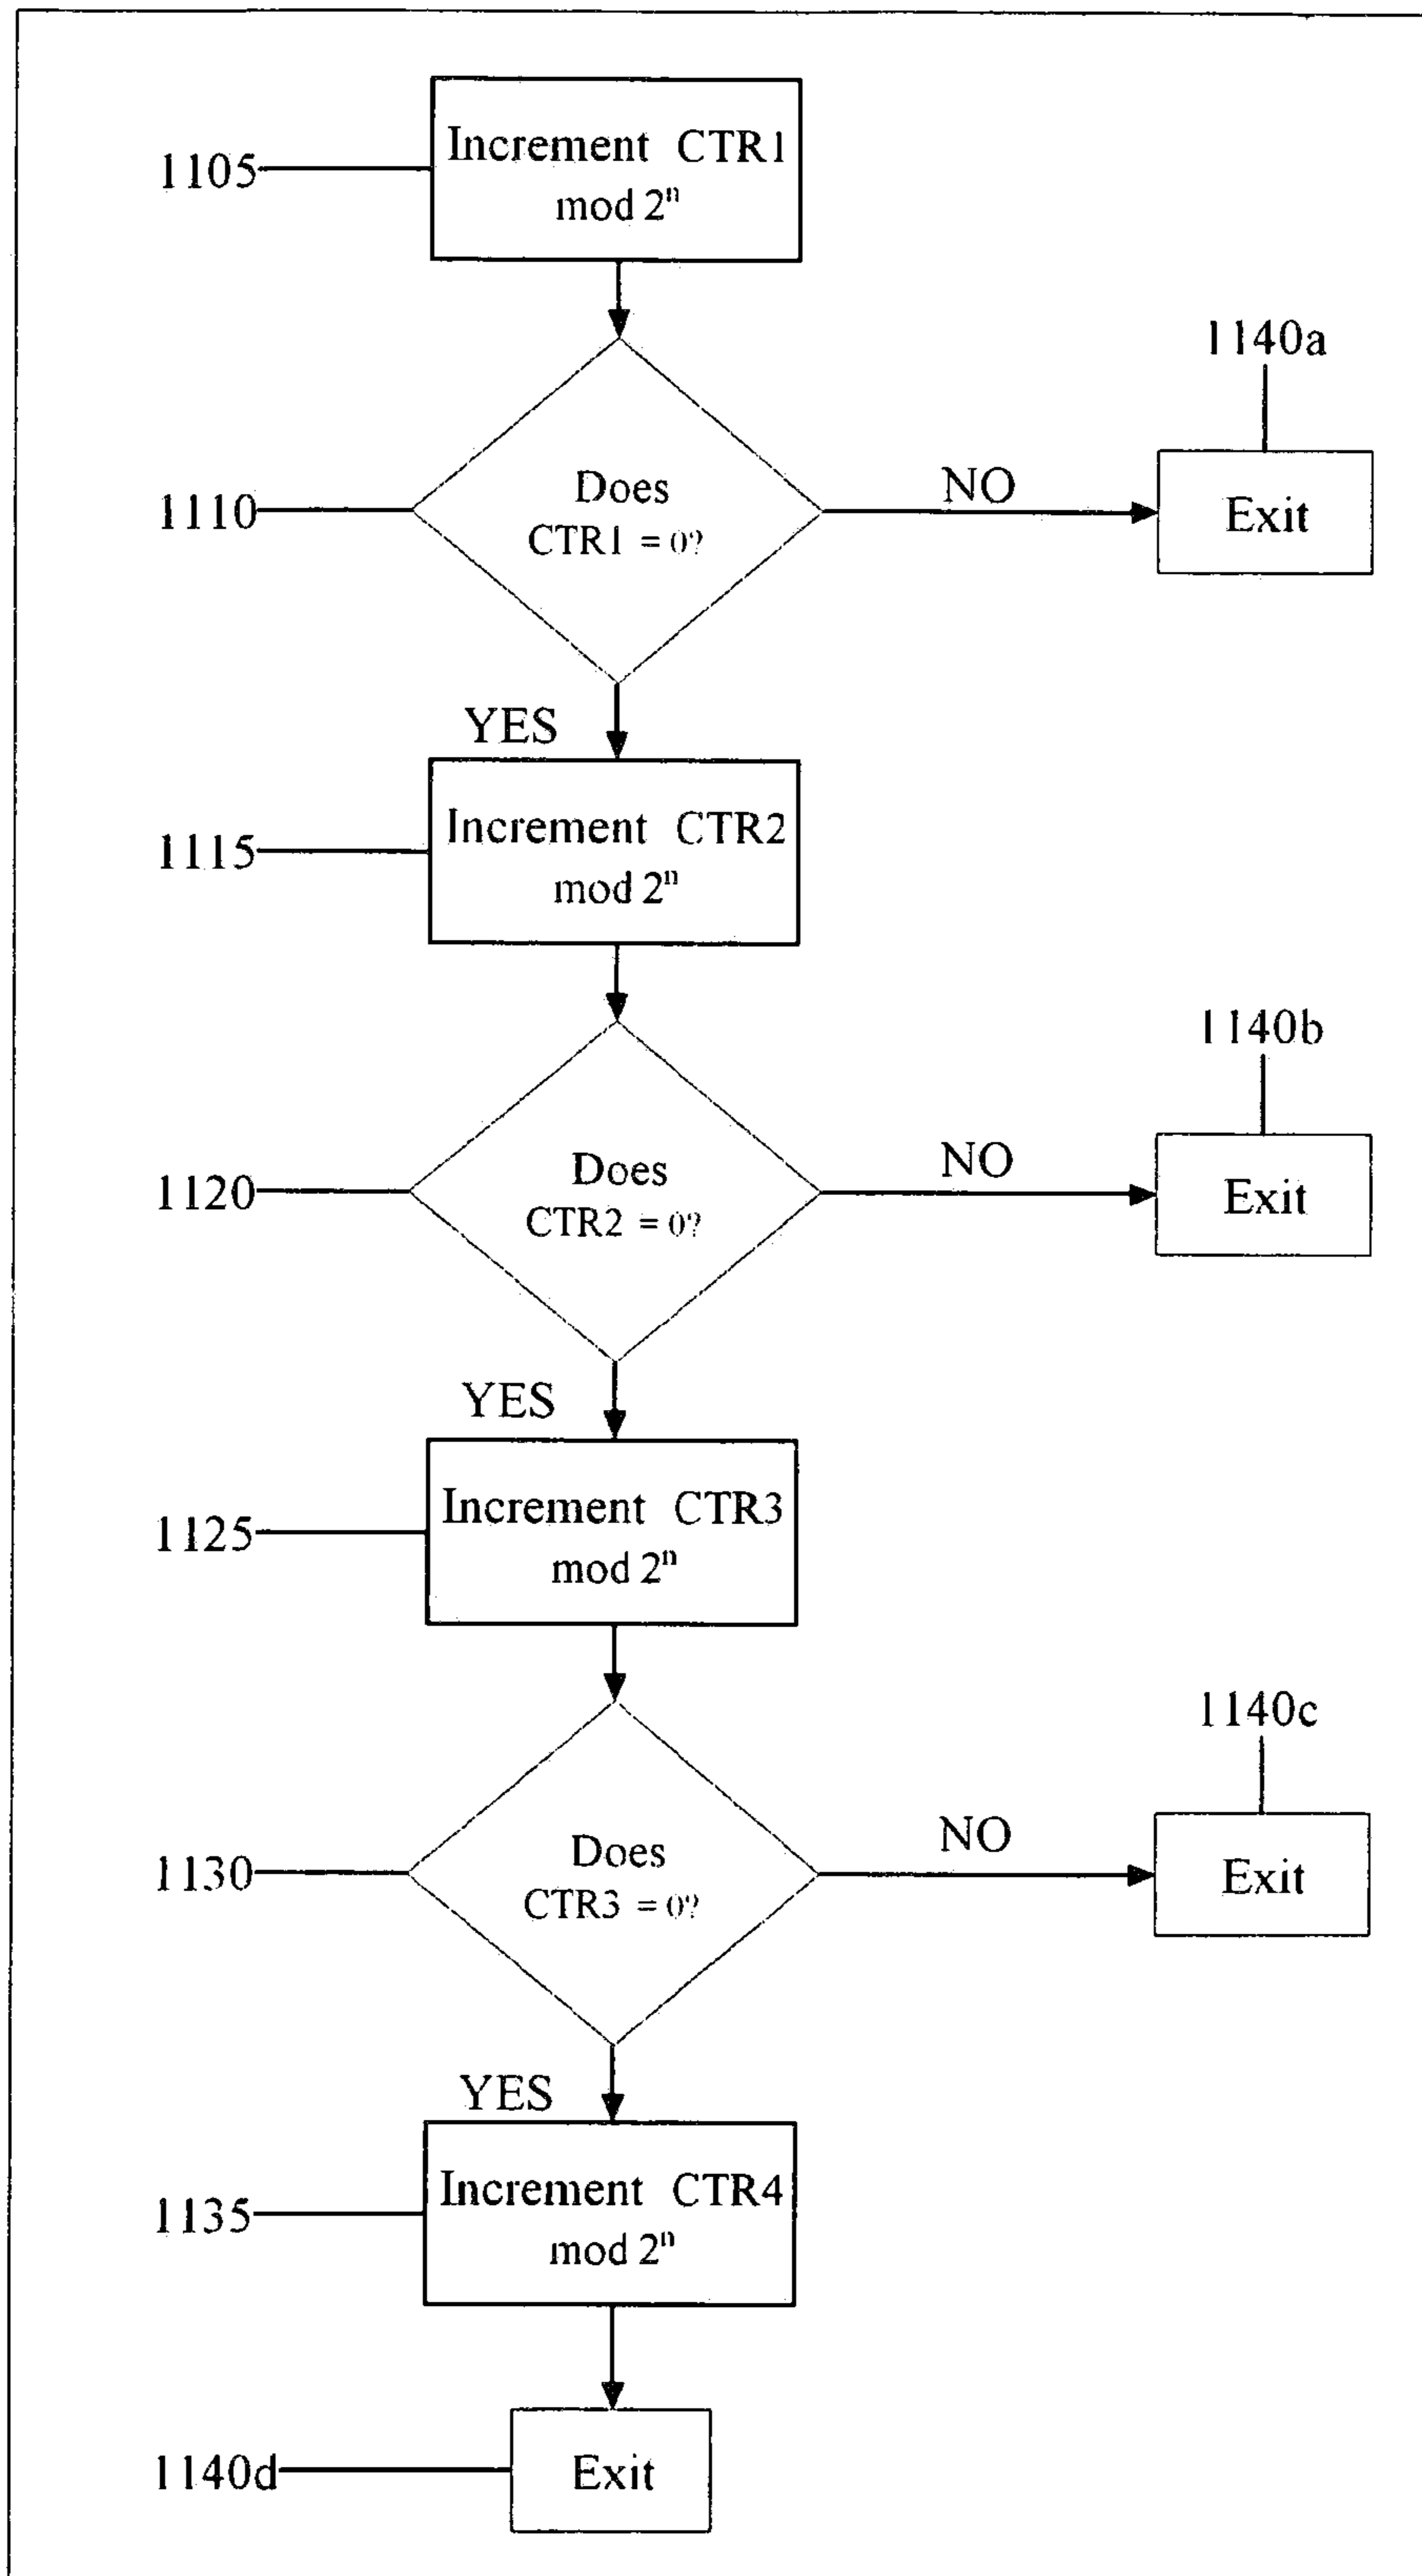 1105
Increment CTR1
mod 2ⁿ
1140a
1110
Does
CTR1 = 0?
NO
Exit
YES
1115
Increment CTR2
mod 2ⁿ
1140b
1120
Does
CTR2 = 0?
NO
Exit
YES
1125
Increment CTR3
mod 2ⁿ
1140c
1130
Does
CTR3 = 0?
NO
Exit
YES
1135
Increment CTR4
mod 2ⁿ
1140d
Exit